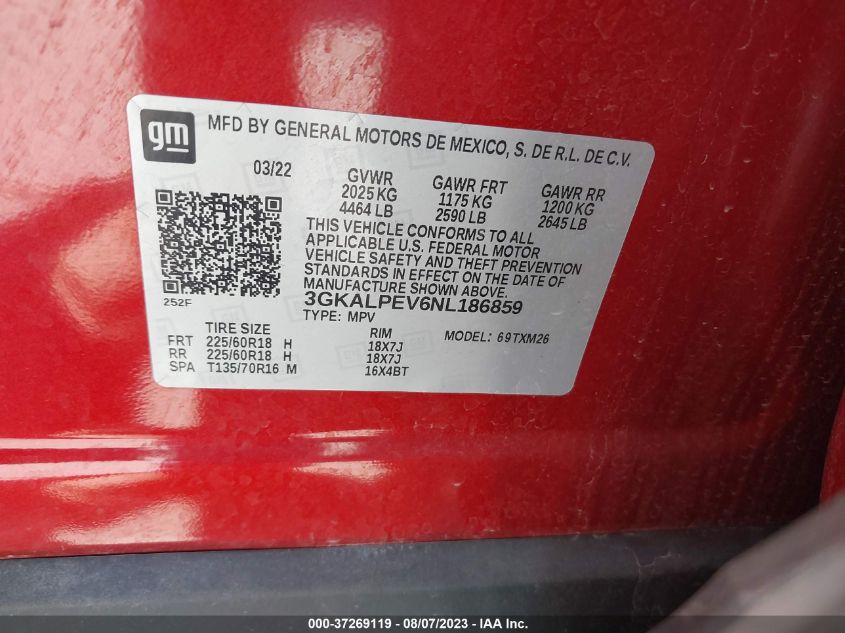 gm MFD BY GENERAL MOTORS DE MEXICO, S. DE R.L. DE C.V.
03/22 GVWR GAWR FRT GAWR RR
2025 KG 1175 KG 1200 KG
4464 LB 2590 LB 2645 LB
THIS VEHICLE CONFORMS TO ALL
APPLICABLE U.S. FEDERAL MOTOR
VEHICLE SAFETY AND THEFT PREVENTION
STANDARDS IN EFFECT ON THE DATE OF
MANUFACTURE SHOWN ABOVE.
252F 3GKALPEV6NL186859
TYPE: MPV MODEL: 69TXM26
TIRE SIZE RIM
FRT 225/60R18 H 18X7J
RR 225/60R18 H 18X7J
SPA T135/70R16 M 16X4BT
000-37269119 - 08/07/2023 - © IAA Inc.